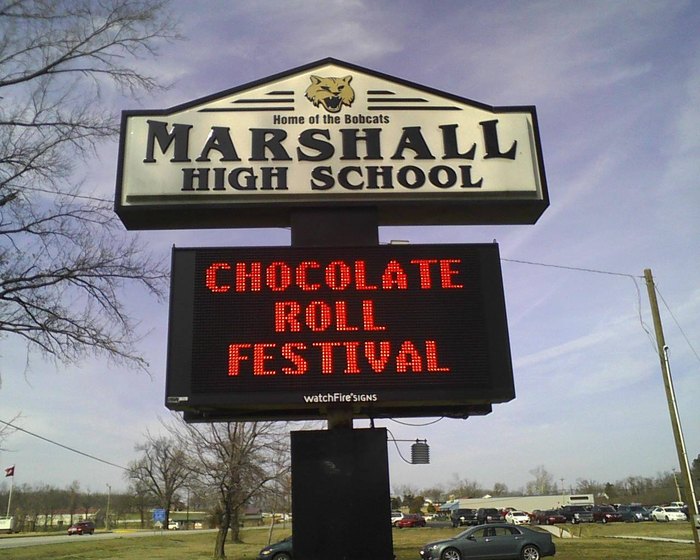 Home of the Bobcats
MARSHALL
HIGH SCHOOL
CHOCOLATE
ROLL
FESTIVAL
watchFire SIGNS